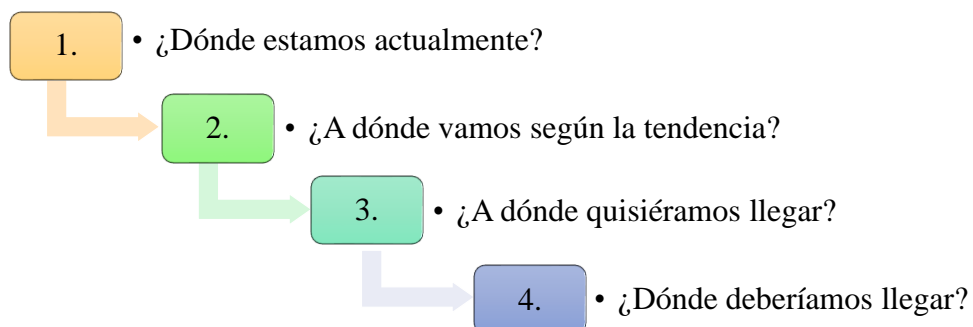 1. • ¿Dónde estamos actualmente?
2. • ¿A dónde vamos según la tendencia?
3. • ¿A dónde quisiéramos llegar?
4. • ¿Dónde deberíamos llegar?